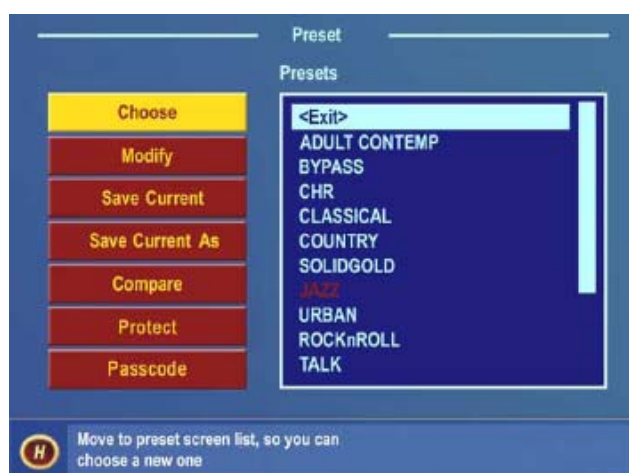 Preset
Presets
Choose
Modify
Save Current
Save Current As
Compare
Protect
Passcode
<Exit>
ADULT CONTEMP
BYPASS
CHR
CLASSICAL
COUNTRY
SOLIDGOLD
JAZZ
URBAN
ROCKnROLL
TALK
H
Move to preset screen list, so you can
choose a new one